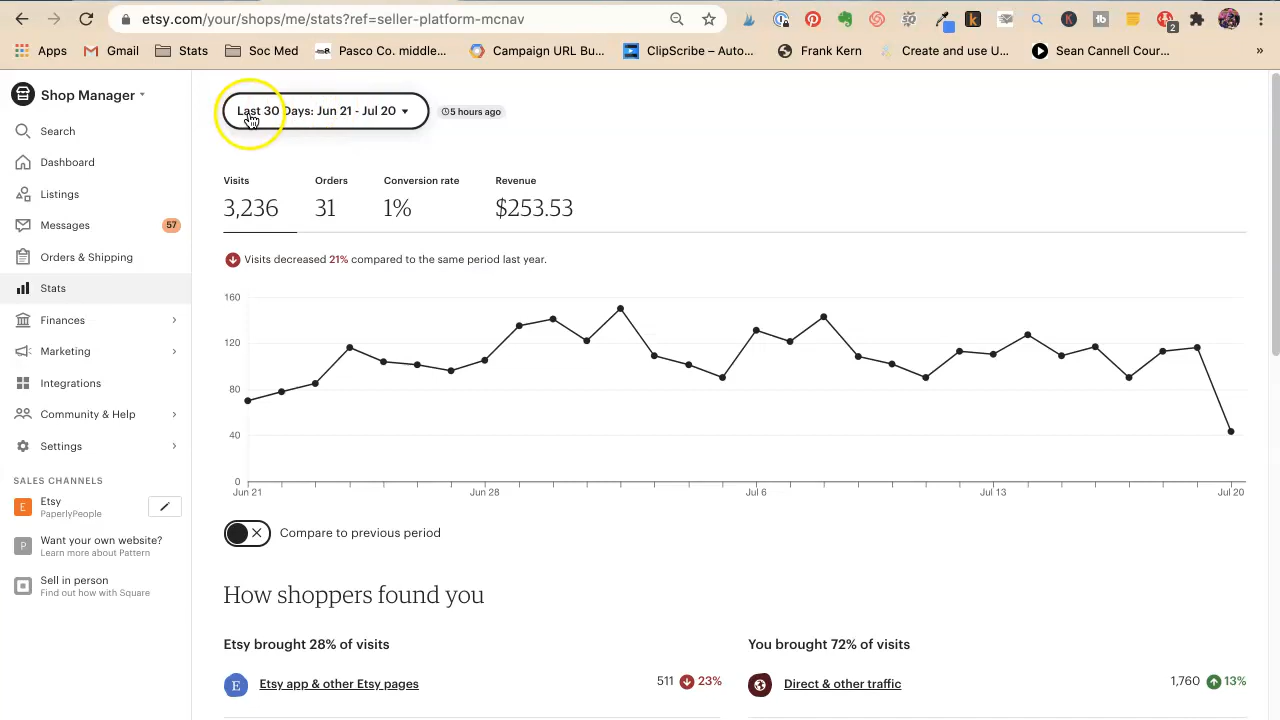 etsy.com/your/shops/me/stats?ref=seller-platform-mcnav
2
Apps
Gmail
Stats
Soc Med
Pasco Co. middle...
Campaign URL Bu...
ClipScribe – Auto...
Frank Kern
Create and use U...
Sean Cannell Cour...
»
Shop Manager
Search
Dashboard
Listings
Messages 57
Orders & Shipping
Stats
Finances
Marketing
Integrations
Community & Help
Settings
SALES CHANNELS
E Etsy
PaperlyPeople
P Want your own website?
Learn more about Pattern
Sell in person
Find out how with Square
Last 30 Days: Jun 21 - Jul 20
5 hours ago
Visits Orders Conversion rate Revenue
3,236 31 1% $253.53
Visits decreased 21% compared to the same period last year.
160
120
80
40
0
Jun 21 Jun 28 Jul 6 Jul 13 Jul 20
Compare to previous period
How shoppers found you
Etsy brought 28% of visits
E Etsy app & other Etsy pages 511 23%
You brought 72% of visits
Direct & other traffic 1,760 13%